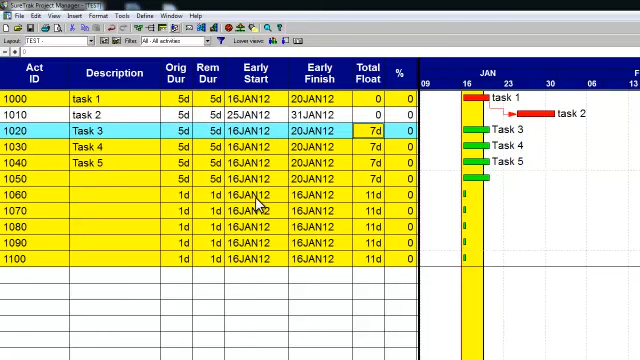 SureTrak Project Manager - [TEST]
File Edit View Insert Format Tools Define Window Help
Layout: TEST - Filter: All - All activities Lower views:
Act ID Description Orig Dur Rem Dur Early Start Early Finish Total Float %
JAN F
09 16 23 30 06 13
1000 task 1 5d 5d 16JAN12 20JAN12 0 0 task 1
1010 task 2 5d 5d 25JAN12 31JAN12 0 0 task 2
1020 Task 3 5d 5d 16JAN12 20JAN12 7d 0 Task 3
1030 Task 4 5d 5d 16JAN12 20JAN12 7d 0 Task 4
1040 Task 5 5d 5d 16JAN12 20JAN12 7d 0 Task 5
1050 5d 5d 16JAN12 20JAN12 7d 0
1060 1d 1d 16JAN12 16JAN12 11d 0
1070 1d 1d 16JAN12 16JAN12 11d 0
1080 1d 1d 16JAN12 16JAN12 11d 0
1090 1d 1d 16JAN12 16JAN12 11d 0
1100 1d 1d 16JAN12 16JAN12 11d 0